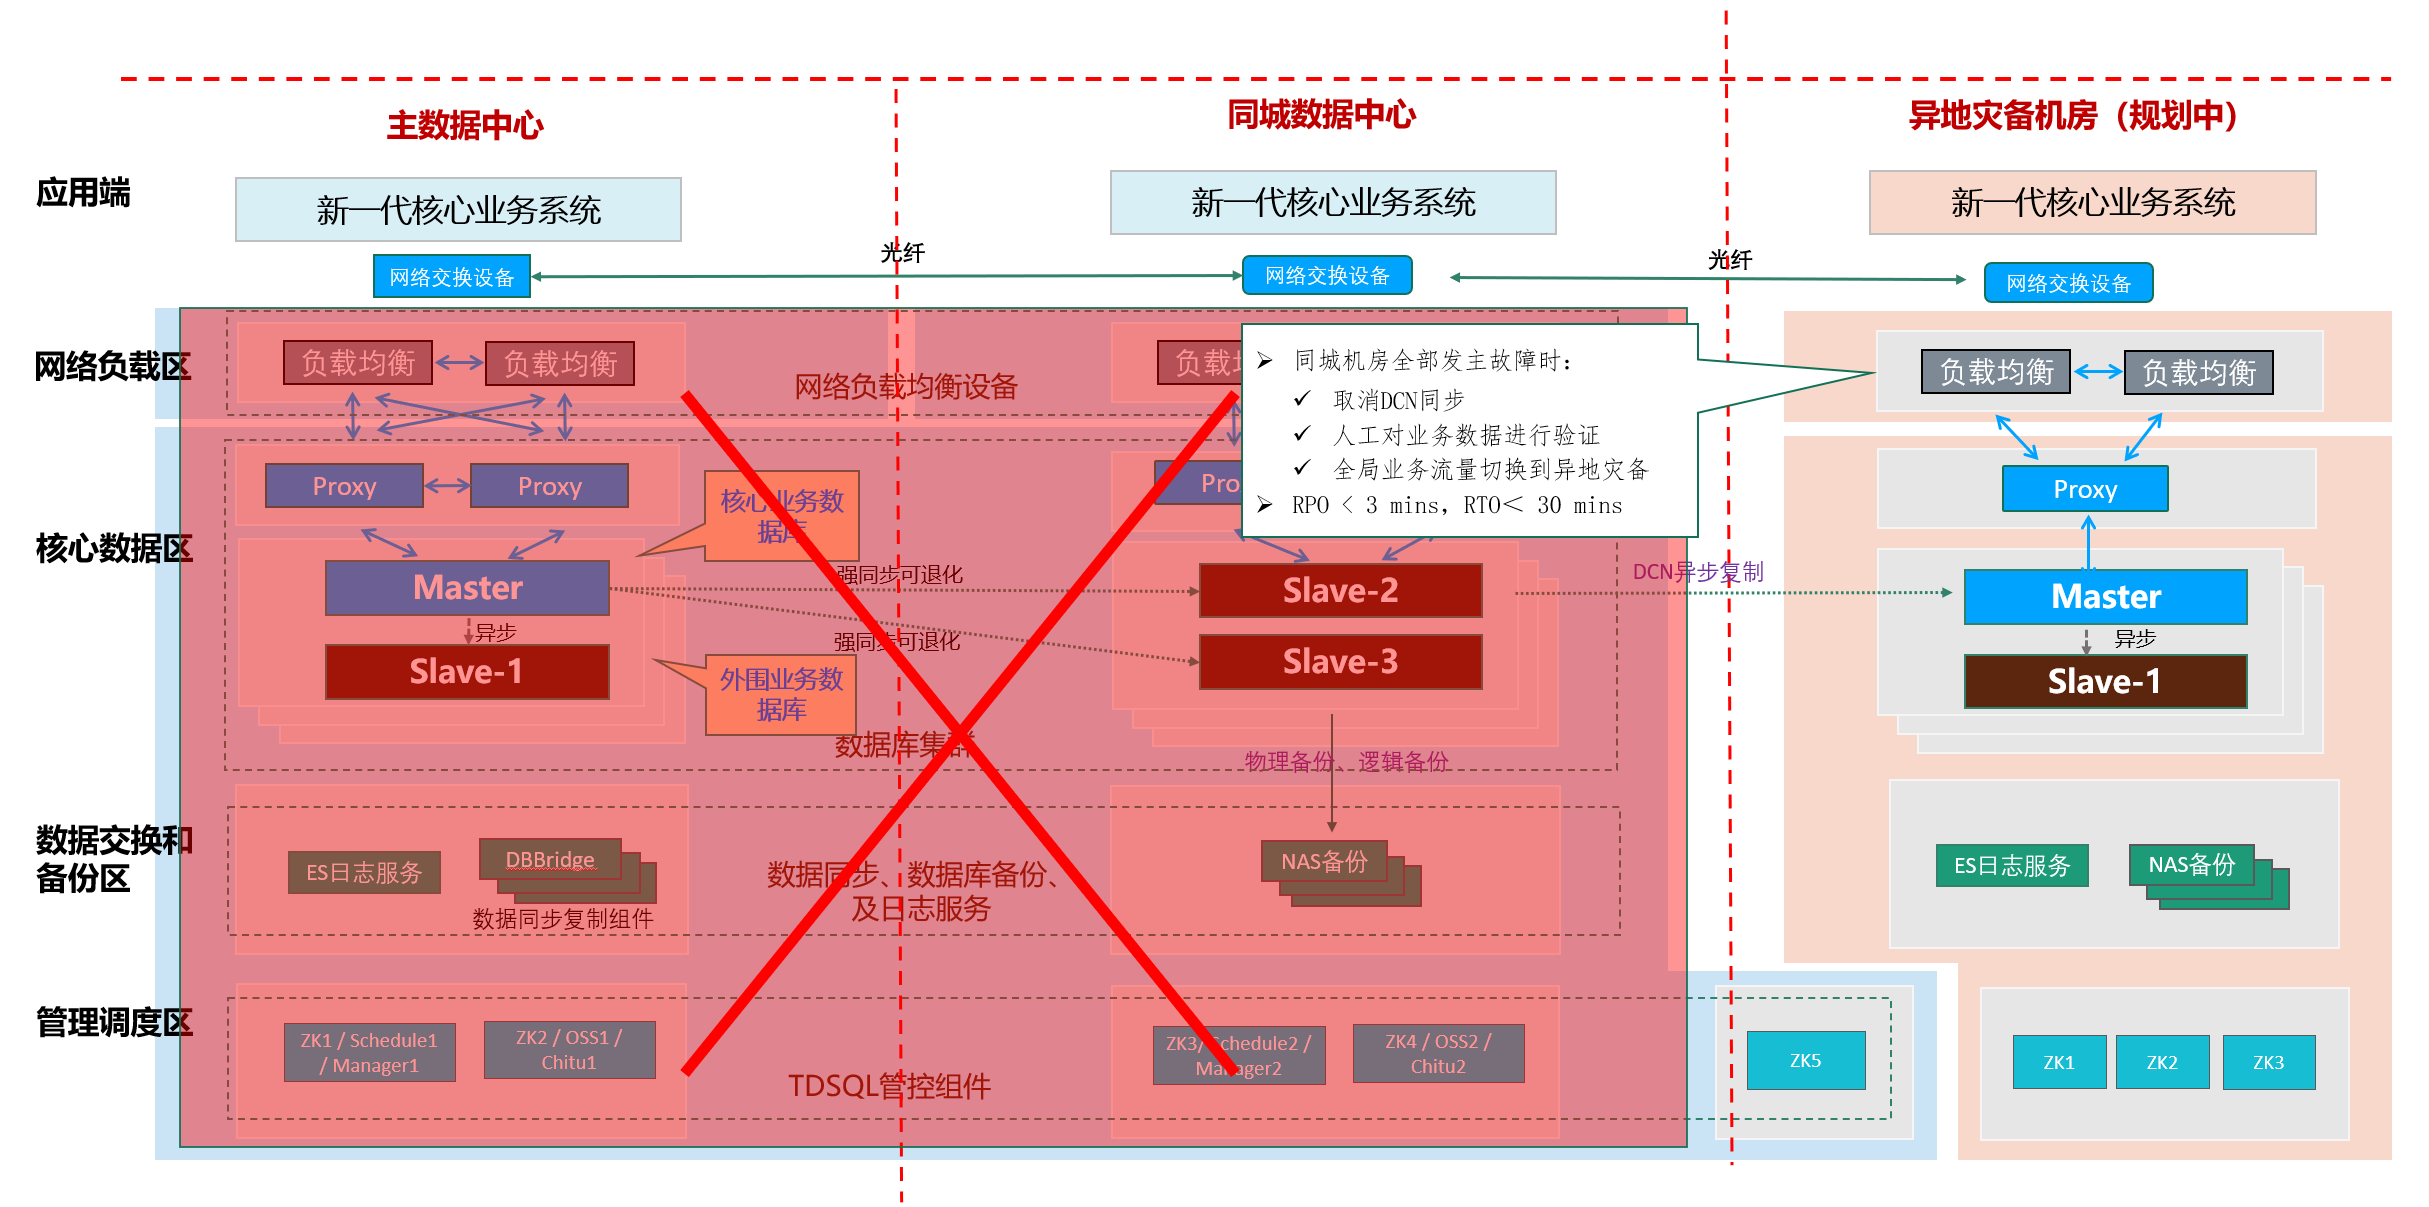 主数据中心
同城数据中心
异地灾备机房（规划中）
应用端
新一代核心业务系统
新一代核心业务系统
新一代核心业务系统
光纤
光纤
网络交换设备
网络交换设备
网络交换设备
网络负载区
负载均衡
负载均衡
网络负载均衡设备
➢ 同城机房全部发主故障时：
✓ 取消DCN同步
✓ 人工对业务数据进行验证
✓ 全局业务流量切换到异地灾备
➢ RPO < 3 mins，RTO＜ 30 mins
负载均衡
负载均衡
核心数据区
Proxy
Proxy
核心业务数
据库
Proxy
Master
异步
Slave-1
强同步可退化
强同步可退化
外围业务数
据库
数据库集群
Slave-2
Slave-3
DCN异步复制
Master
异步
Slave-1
物理备份、逻辑备份
数据交换和
备份区
ES日志服务
DBBridge
数据同步复制组件
数据同步、数据库备份、
及日志服务
NAS备份
ES日志服务
NAS备份
管理调度区
ZK1 / Schedule1
/ Manager1
ZK2 / OSS1 /
Chitu1
TDSQL管控组件
ZK3/ Schedule2 /
Manager2
ZK4 / OSS2 /
Chitu2
ZK5
ZK1
ZK2
ZK3